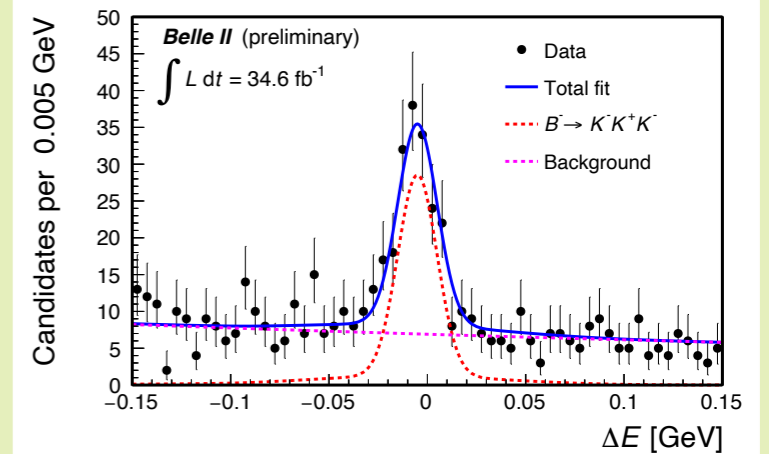 Belle II (preliminary)
∫ L dt = 34.6 fb⁻¹
Data
Total fit
B⁻→ K⁻K⁺K⁻
Background
Candidates per 0.005 GeV
50
45
40
35
30
25
20
15
10
5
0
−0.15 −0.1 −0.05 0 0.05 0.1 0.15
ΔE [GeV]